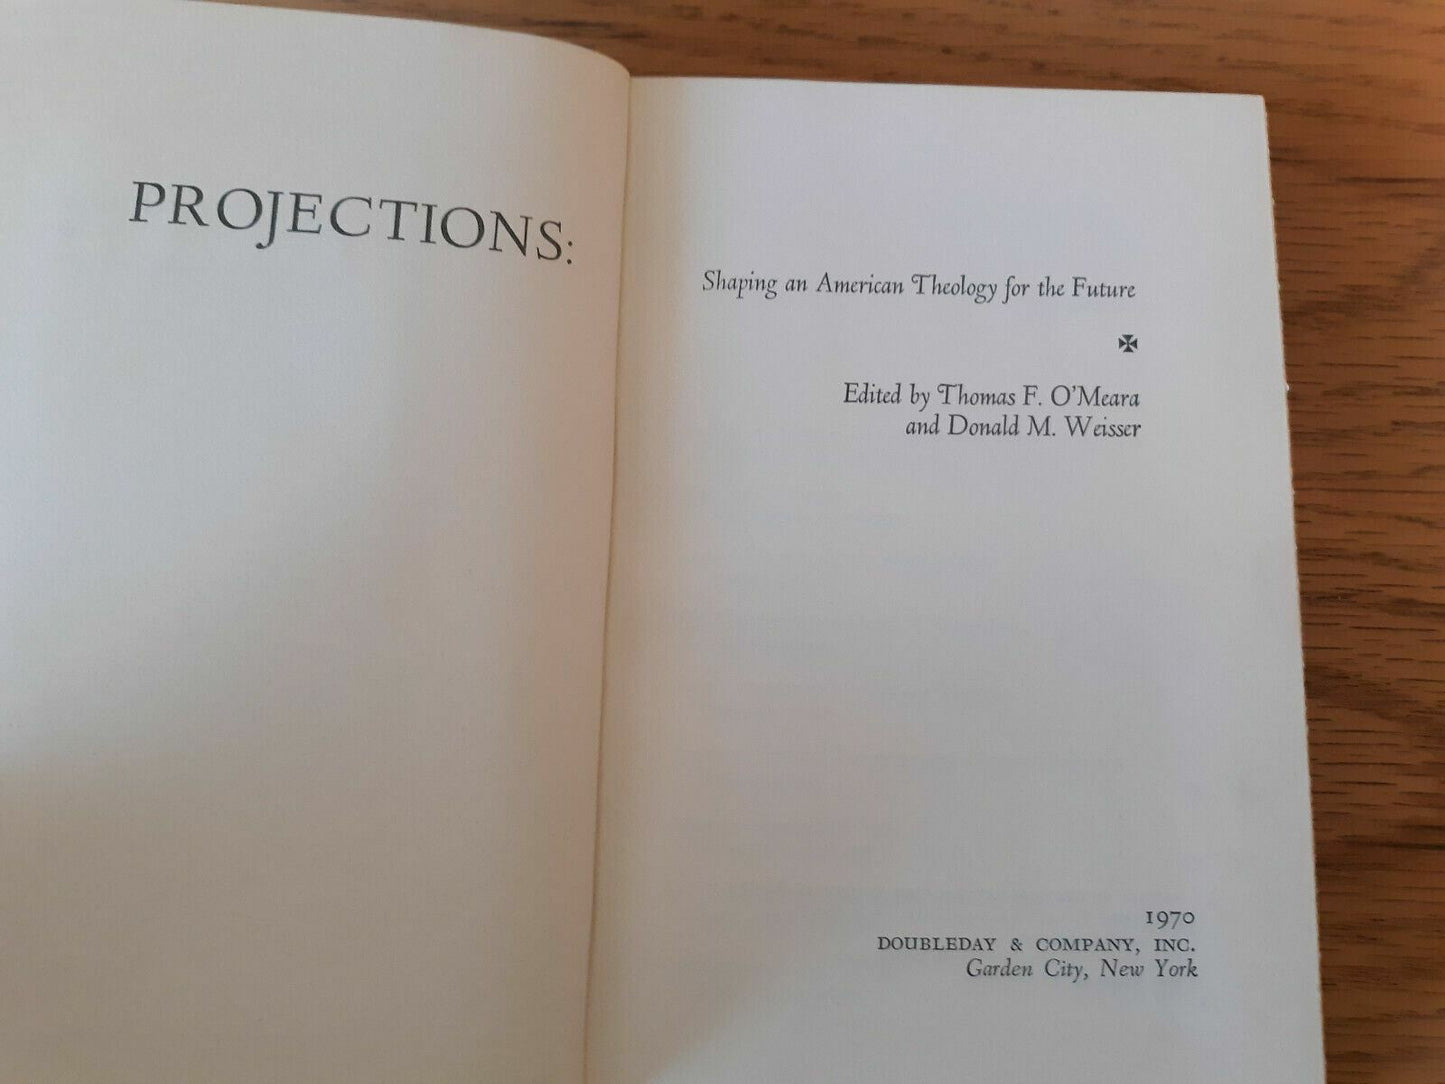 PROJECTIONS:
Shaping an American Theology for the Future
✠
Edited by Thomas F. O'Meara
and Donald M. Weisser
1970
DOUBLEDAY & COMPANY, INC.
Garden City, New York